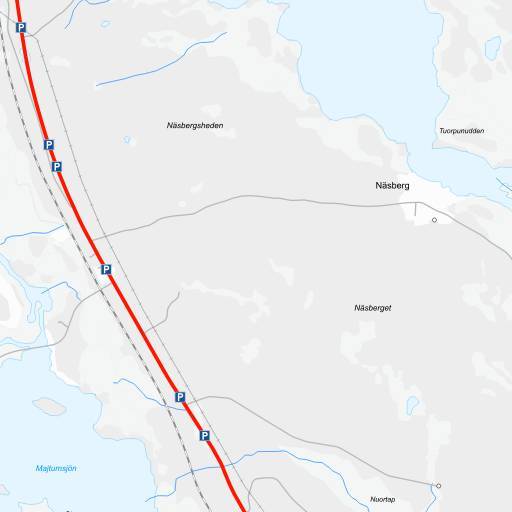 P
Näsbergsheden
Tuorpunudden
P
P
Näsberg
P
Näsberget
P
P
Majtumsjön
Nuortap